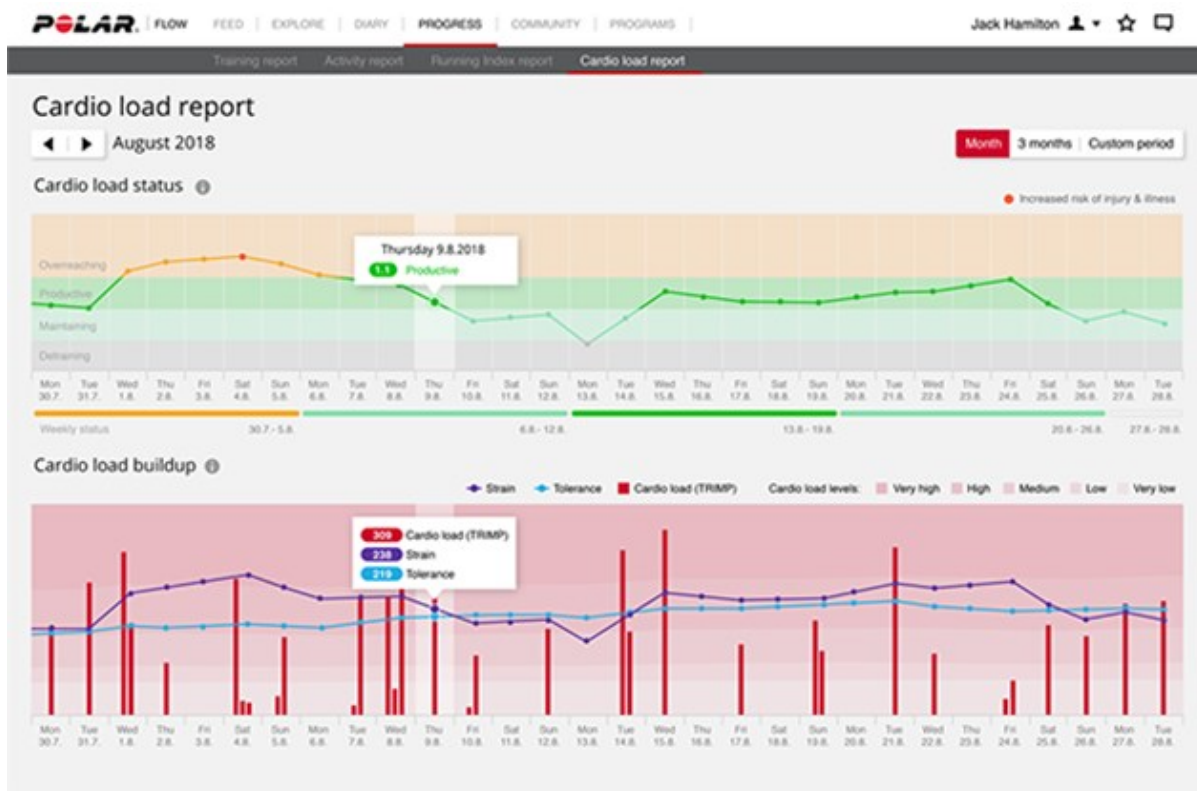 POLAR. FLOW FEED EXPLORE DIARY PROGRESS COMMUNITY PROGRAMS Jack Hamilton
Training report Activity report Running Index report Cardio load report
Cardio load report
August 2018 Month 3 months Custom period
Cardio load status
Increased risk of injury & illness
Overreaching
Productive
Maintaining
Detraining
Thursday 9.8.2018
1.1 Productive
Mon Tue Wed Thu Fri Sat Sun Mon Tue Wed Thu Fri Sat Sun Mon Tue Wed Thu Fri Sat Sun Mon Tue Wed Thu Fri Sat Sun Mon Tue
30.7. 31.7. 1.8. 2.8. 3.8. 4.8. 5.8. 6.8. 7.8. 8.8. 9.8. 10.8. 11.8. 12.8. 13.8. 14.8. 15.8. 16.8. 17.8. 18.8. 19.8. 20.8. 21.8. 22.8. 23.8. 24.8. 25.8. 26.8. 27.8. 28.8.
Weekly status 30.7.- 5.8. 6.8.- 12.8. 13.8.- 19.8. 20.6.- 26.8. 27.8.- 28.8.
Cardio load buildup
Strain Tolerance Cardio load (TRIMP) Cardio load levels: Very high High Medium Low Very low
309 Cardio load (TRIMP)
238 Strain
219 Tolerance
Mon Tue Wed Thu Fri Sat Sun Mon Tue Wed Thu Fri Sat Sun Mon Tue Wed Thu Fri Sat Sun Mon Tue Wed Thu Fri Sat Sun Mon Tue
30.7. 31.7. 1.8. 2.8. 3.8. 4.8. 5.8. 6.8. 7.8. 8.8. 9.8. 10.8. 11.8. 12.8. 13.8. 14.8. 15.8. 16.8. 17.8. 18.8. 19.8. 20.8. 21.8. 22.8. 23.8. 24.8. 25.8. 26.8. 27.8. 28.8.